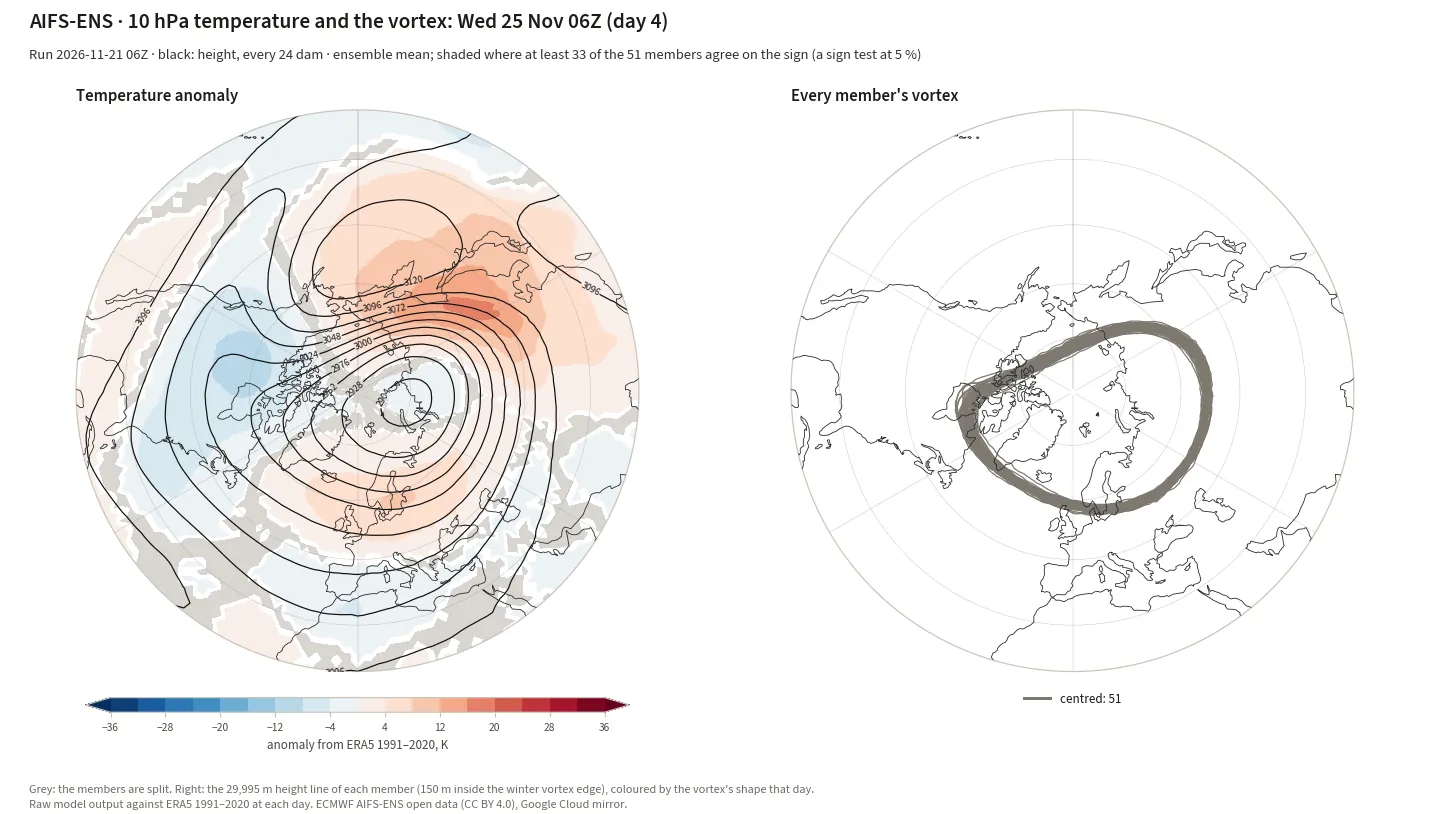 AIFS-ENS · 10 hPa temperature and the vortex: Wed 25 Nov 06Z (day 4)
Run 2026-11-21 06Z · black: height, every 24 dam · ensemble mean; shaded where at least 33 of the 51 members agree on the sign (a sign test at 5 %)
Temperature anomaly
Every member's vortex
3120
3096
3072
3096
3096
3048
3000
3024
2976
2928
2904
3096
−36 −28 −20 −12 −4 4 12 20 28 36
anomaly from ERA5 1991–2020, K
centred: 51
Grey: the members are split. Right: the 29,995 m height line of each member (150 m inside the winter vortex edge), coloured by the vortex's shape that day.
Raw model output against ERA5 1991–2020 at each day. ECMWF AIFS-ENS open data (CC BY 4.0), Google Cloud mirror.